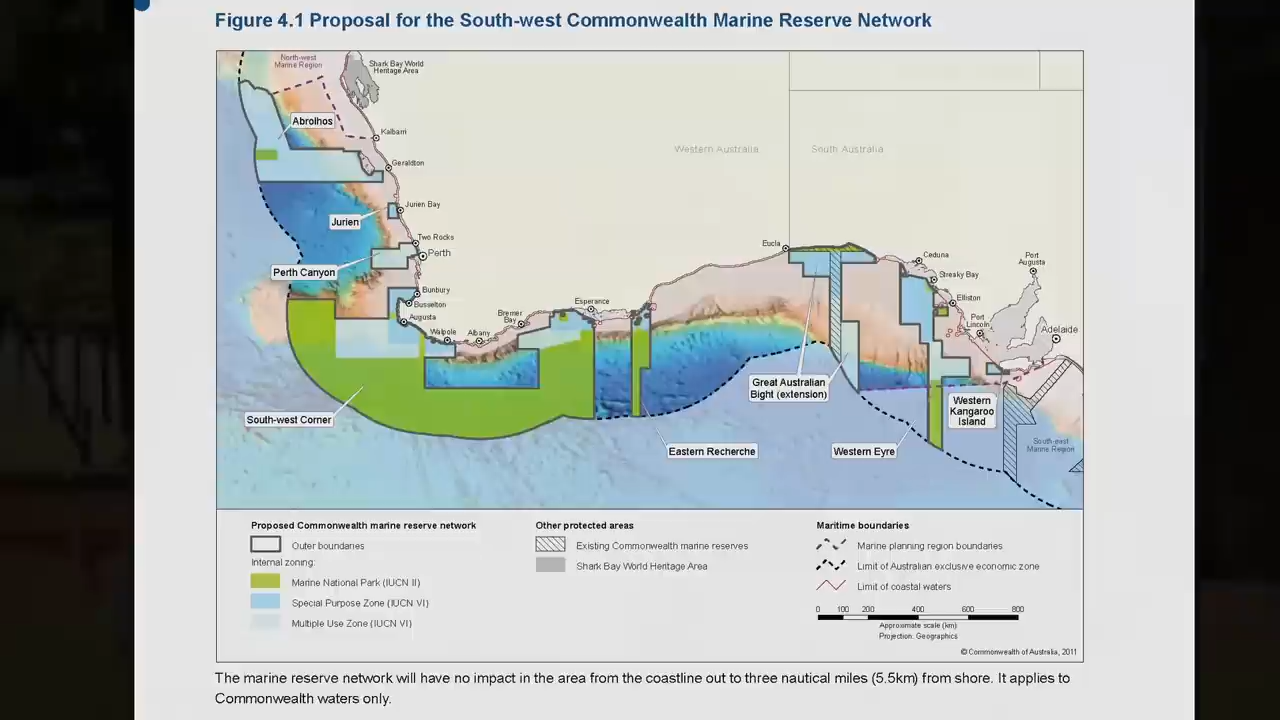 Figure 4.1 Proposal for the South-west Commonwealth Marine Reserve Network
North-west
Marine Region
Shark Bay World
Heritage Area
Abrolhos
Kalbarri
Western Australia
South Australia
Geraldton
Jurien Bay
Jurien
Two Rocks
Perth
Perth Canyon
Eucla
Ceduna
Port
Augusta
Streaky Bay
Bunbury
Busselton
Esperance
Elliston
Augusta
Bremer
Bay
Port
Lincoln
Adelaide
Walpole
Albany
Great Australian
Bight (extension)
Western
Kangaroo
Island
South-west Corner
Eastern Recherche
Western Eyre
South-east
Marine Region
Proposed Commonwealth marine reserve network
Outer boundaries
Internal zoning:
Marine National Park (IUCN II)
Special Purpose Zone (IUCN VI)
Multiple Use Zone (IUCN VI)
Other protected areas
Existing Commonwealth marine reserves
Shark Bay World Heritage Area
Maritime boundaries
Marine planning region boundaries
Limit of Australian exclusive economic zone
Limit of coastal waters
0 100 200 400 600 800
Approximate scale (km)
Projection: Geographics
© Commonwealth of Australia, 2011
The marine reserve network will have no impact in the area from the coastline out to three nautical miles (5.5km) from shore. It applies to
Commonwealth waters only.